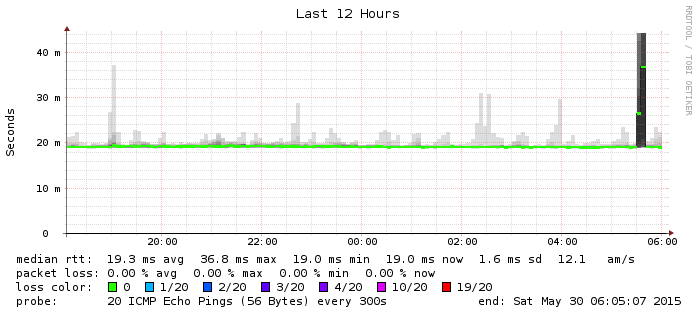 Last 12 Hours
RRDTOOL / TOBI OETIKER
Seconds
40 m
30 m
20 m
10 m
0
20:00 22:00 00:00 02:00 04:00 06:00
median rtt: 19.3 ms avg 36.8 ms max 19.0 ms min 19.0 ms now 1.6 ms sd 12.1 am/s
packet loss: 0.00 % avg 0.00 % max 0.00 % min 0.00 % now
loss color: 0 1/20 2/20 3/20 4/20 10/20 19/20
probe: 20 ICMP Echo Pings (56 Bytes) every 300s end: Sat May 30 06:05:07 2015